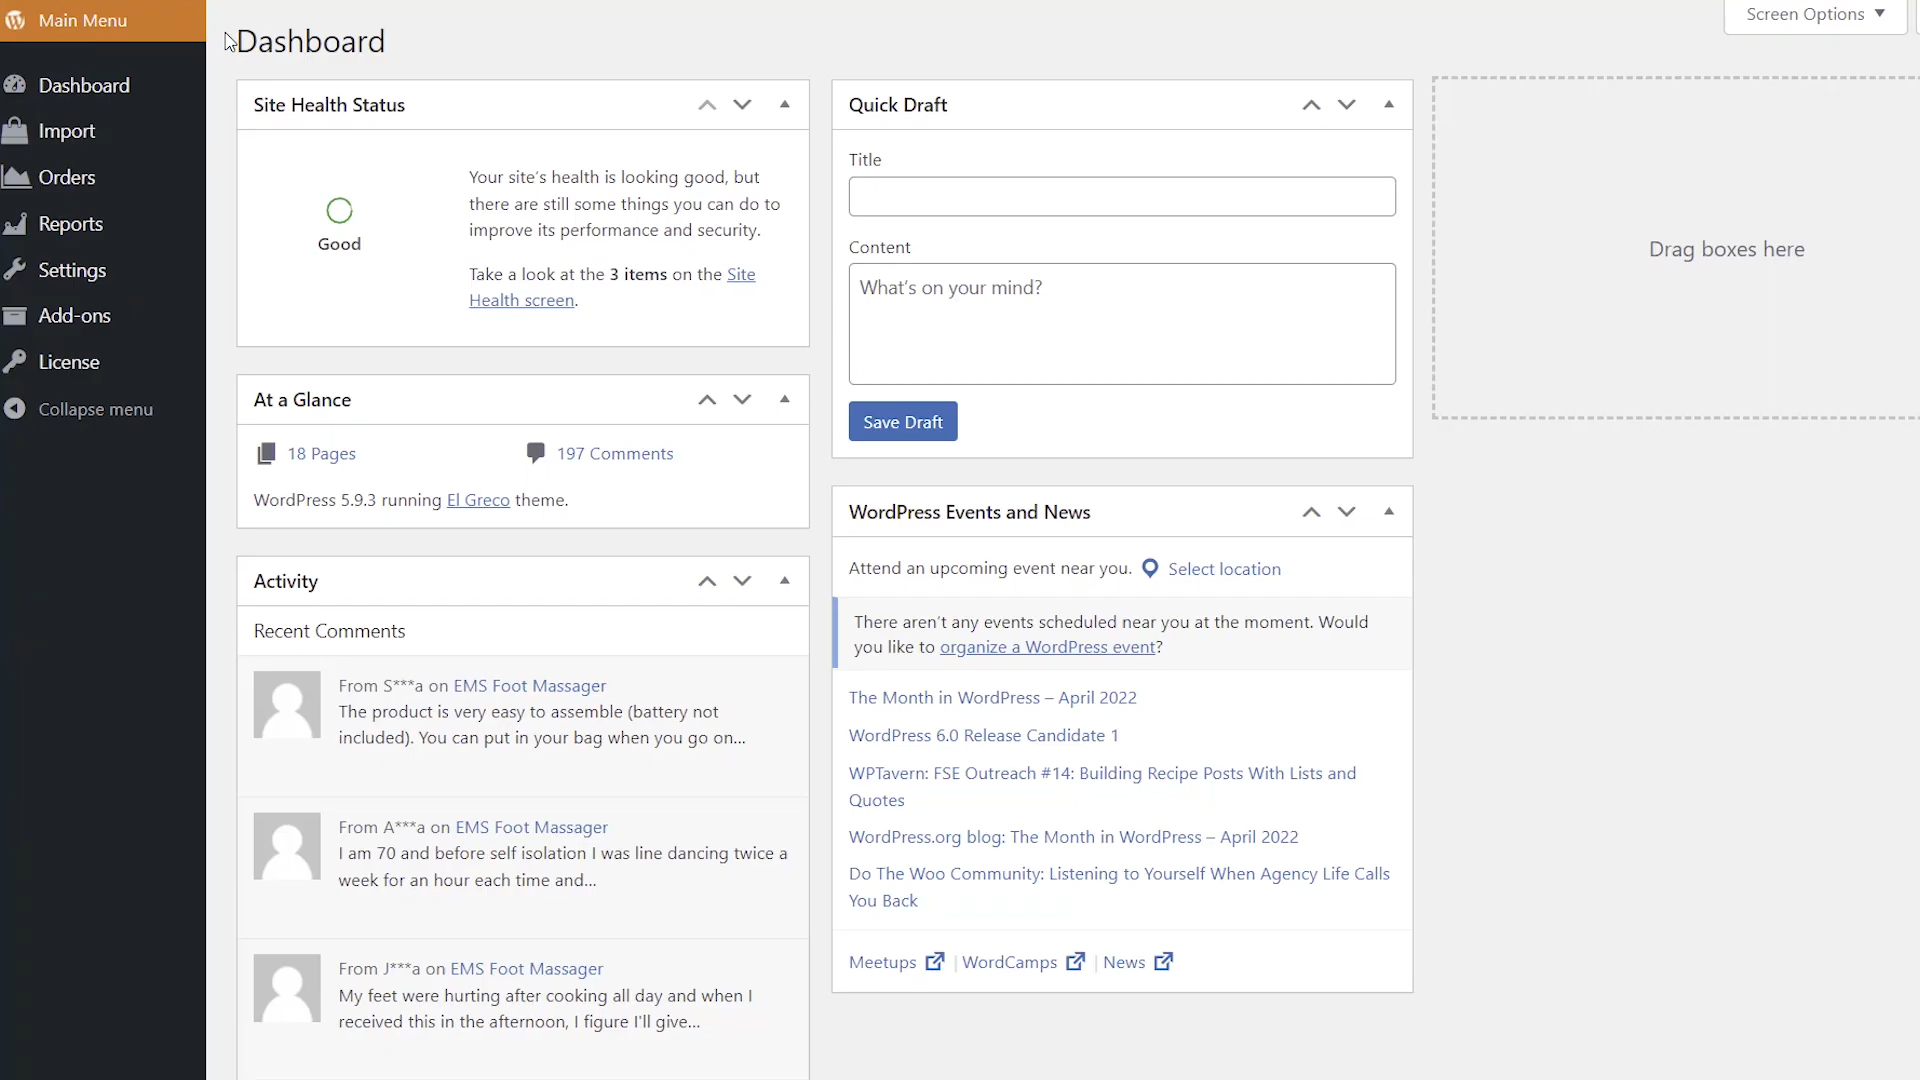 Main Menu
Dashboard
Import
Orders
Reports
Settings
Add-ons
License
Collapse menu
Screen Options
Dashboard
Site Health Status
Good
Your site's health is looking good, but
there are still some things you can do to
improve its performance and security.
Take a look at the 3 items on the Site
Health screen.
At a Glance
18 Pages
197 Comments
WordPress 5.9.3 running El Greco theme.
Activity
Recent Comments
From S***a on EMS Foot Massager
The product is very easy to assemble (battery not
included). You can put in your bag when you go on...
From A***a on EMS Foot Massager
I am 70 and before self isolation I was line dancing twice a
week for an hour each time and...
From J***a on EMS Foot Massager
My feet were hurting after cooking all day and when I
received this in the afternoon, I figure I'll give...
Quick Draft
Title
Content
What's on your mind?
Save Draft
WordPress Events and News
Attend an upcoming event near you. Select location
There aren't any events scheduled near you at the moment. Would
you like to organize a WordPress event?
The Month in WordPress – April 2022
WordPress 6.0 Release Candidate 1
WPTavern: FSE Outreach #14: Building Recipe Posts With Lists and
Quotes
WordPress.org blog: The Month in WordPress – April 2022
Do The Woo Community: Listening to Yourself When Agency Life Calls
You Back
Meetups | WordCamps | News
Drag boxes here